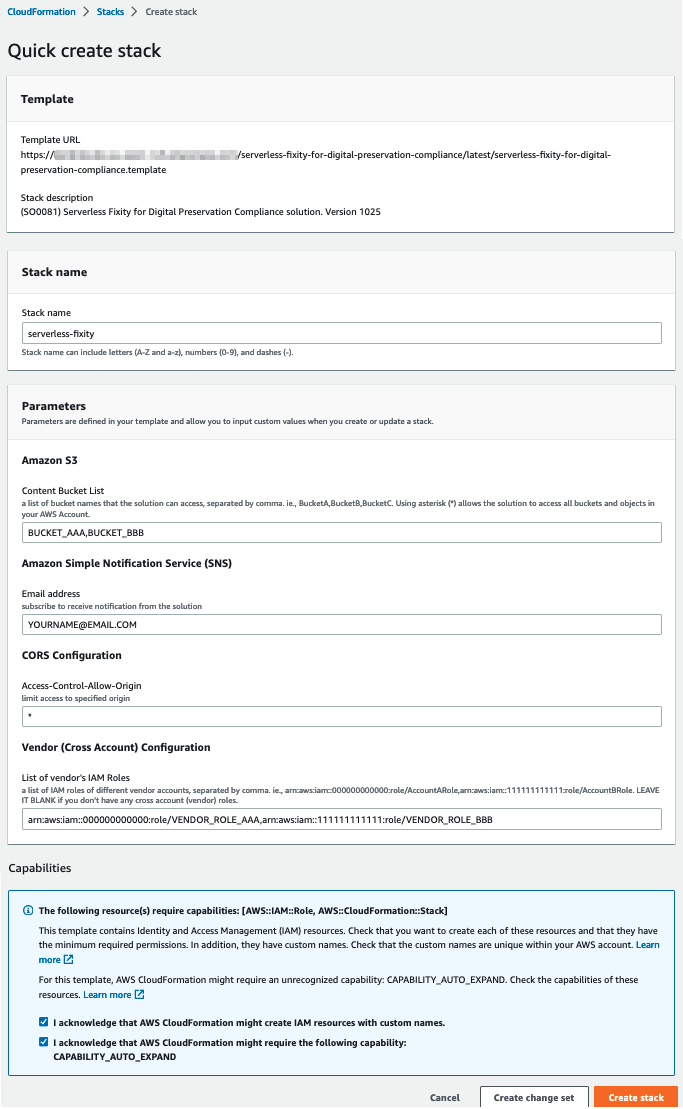 CloudFormation > Stacks > Create stack
Quick create stack
Template
Template URL
https:// /serverless-fixity-for-digital-preservation-compliance/latest/serverless-fixity-for-digital-
preservation-compliance.template
Stack description
(SO0081) Serverless Fixity for Digital Preservation Compliance solution. Version 1025
Stack name
Stack name
serverless-fixity
Stack name can include letters (A-Z and a-z), numbers (0-9), and dashes (-).
Parameters
Parameters are defined in your template and allow you to input custom values when you create or update a stack.
Amazon S3
Content Bucket List
a list of bucket names that the solution can access, separated by comma. ie., BucketA,BucketB,BucketC. Using asterisk (*) allows the solution to access all buckets and objects in
your AWS Account.
BUCKET_AAA,BUCKET_BBB
Amazon Simple Notification Service (SNS)
Email address
subscribe to receive notification from the solution
YOURNAME@EMAIL.COM
CORS Configuration
Access-Control-Allow-Origin
limit access to specified origin
*
Vendor (Cross Account) Configuration
List of vendor's IAM Roles
a list of IAM roles of different vendor accounts, separated by comma. ie., arn:aws:iam::000000000000:role/AccountARole,arn:aws:iam::111111111111:role/AccountBRole. LEAVE
IT BLANK if you don't have any cross account (vendor) roles.
arn:aws:iam::000000000000:role/VENDOR_ROLE_AAA,arn:aws:iam::111111111111:role/VENDOR_ROLE_BBB
Capabilities
The following resource(s) require capabilities: [AWS::IAM::Role, AWS::CloudFormation::Stack]
This template contains Identity and Access Management (IAM) resources. Check that you want to create each of these resources and that they have
the minimum required permissions. In addition, they have custom names. Check that the custom names are unique within your AWS account. Learn
more
For this template, AWS CloudFormation might require an unrecognized capability: CAPABILITY_AUTO_EXPAND. Check the capabilities of these
resources. Learn more
I acknowledge that AWS CloudFormation might create IAM resources with custom names.
I acknowledge that AWS CloudFormation might require the following capability:
CAPABILITY_AUTO_EXPAND
Cancel Create change set Create stack